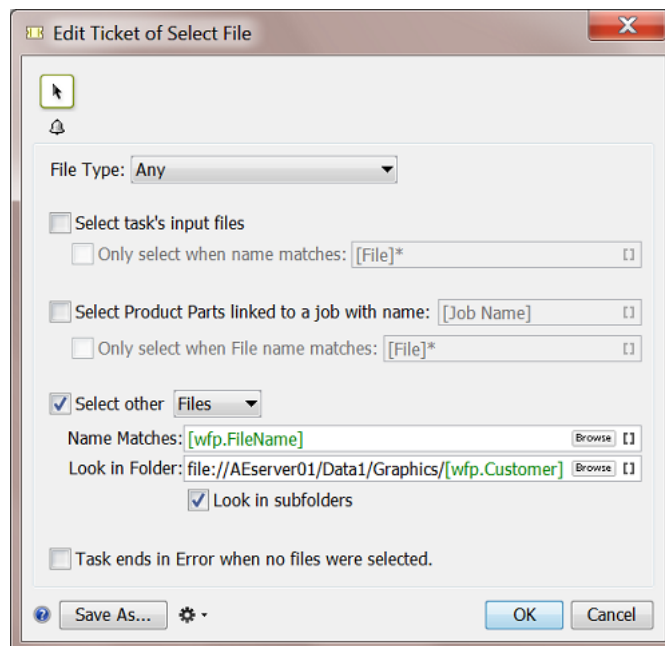 Edit Ticket of Select File
File Type: Any
Select task's input files
Only select when name matches: [File]* []
Select Product Parts linked to a job with name: [Job Name] []
Only select when File name matches: [File]* []
Select other Files
Name Matches: [wfp.FileName] Browse []
Look in Folder: file://AEserver01/Data1/Graphics/[wfp.Customer] Browse []
Look in subfolders
Task ends in Error when no files were selected.
Save As... OK Cancel